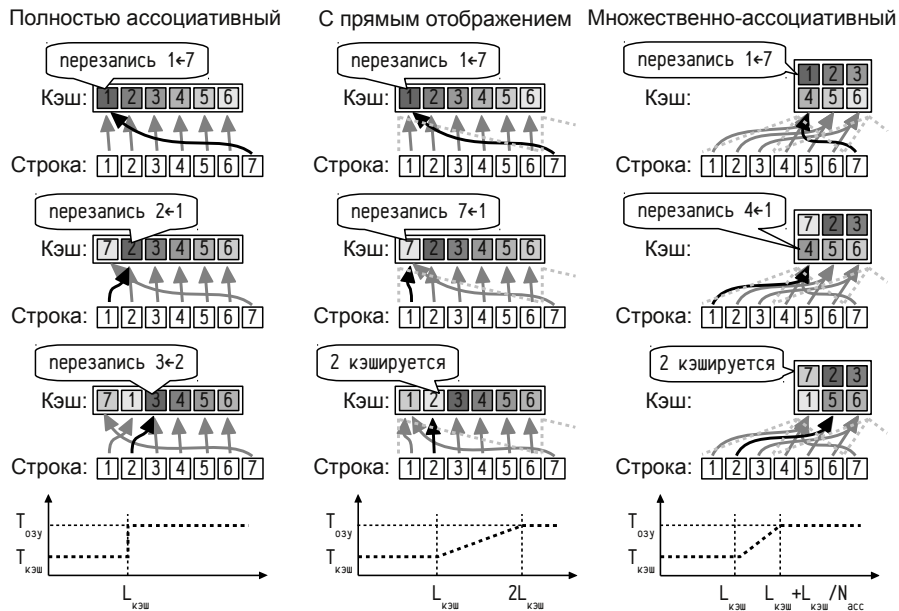 Полностью ассоциативный
С прямым отображением
Множественно-ассоциативный
перезапись 1←7
перезапись 1←7
перезапись 1←7
1 2 3
Кэш: 1 2 3 4 5 6
Кэш: 1 2 3 4 5 6
Кэш: 4 5 6
Строка: 1 2 3 4 5 6 7
Строка: 1 2 3 4 5 6 7
Строка: 1 2 3 4 5 6 7
перезапись 2←1
перезапись 7←1
перезапись 4←1
7 2 3
Кэш: 7 2 3 4 5 6
Кэш: 7 2 3 4 5 6
Кэш: 4 5 6
Строка: 1 2 3 4 5 6 7
Строка: 1 2 3 4 5 6 7
Строка: 1 2 3 4 5 6 7
перезапись 3←2
2 кэшируется
2 кэшируется
7 2 3
Кэш: 7 1 3 4 5 6
Кэш: 1 2 3 4 5 6
Кэш: 1 5 6
Строка: 1 2 3 4 5 6 7
Строка: 1 2 3 4 5 6 7
Строка: 1 2 3 4 5 6 7
Tозу
Tкэш
Lкэш
Tозу
Tкэш
Lкэш 2Lкэш
Tозу
Tкэш
Lкэш Lкэш+Lкэш/Nасс